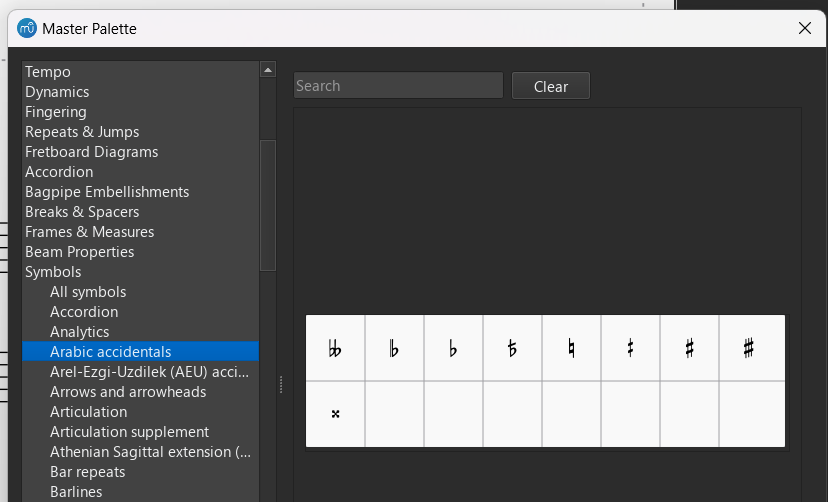 Master Palette
Tempo
Dynamics
Fingering
Repeats & Jumps
Fretboard Diagrams
Accordion
Bagpipe Embellishments
Breaks & Spacers
Frames & Measures
Beam Properties
Symbols
All symbols
Accordion
Analytics
Arabic accidentals
Arel-Ezgi-Uzdilek (AEU) acci...
Arrows and arrowheads
Articulation
Articulation supplement
Athenian Sagittal extension (...
Bar repeats
Barlines
Search
Clear